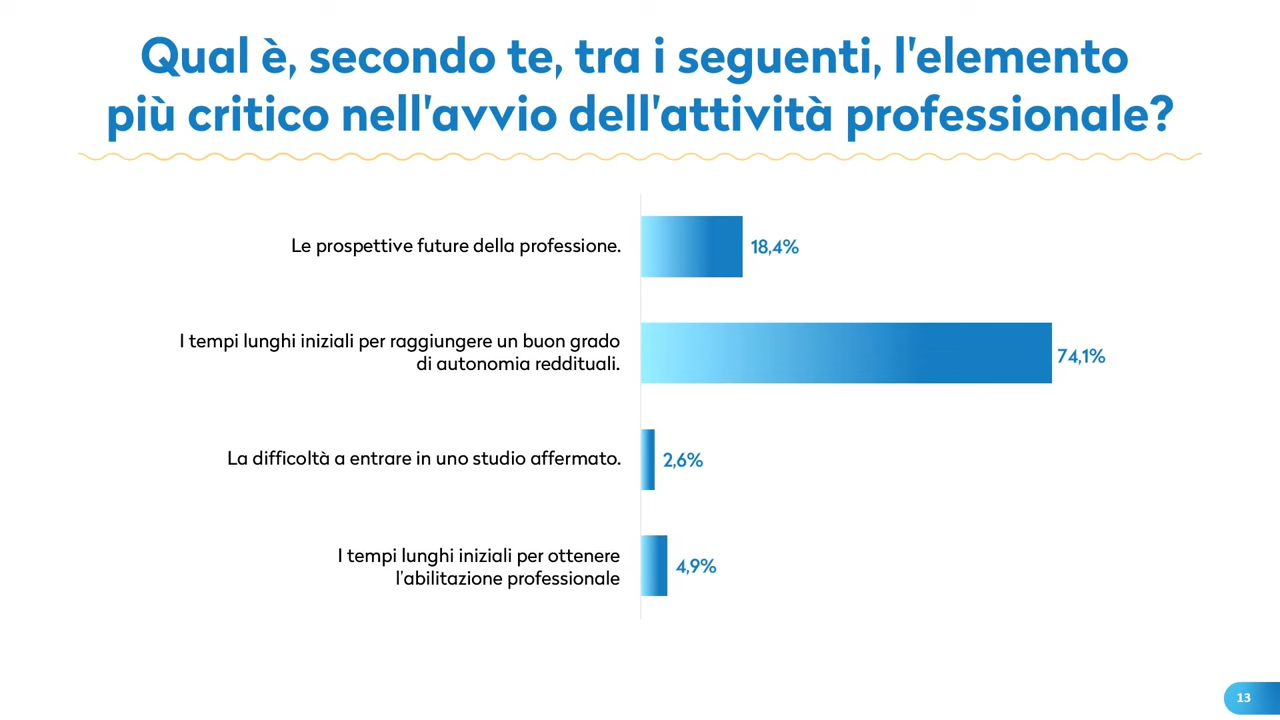 Qual è, secondo te, tra i seguenti, l'elemento
più critico nell'avvio dell'attività professionale?
Le prospettive future della professione.
18,4%
I tempi lunghi iniziali per raggiungere un buon grado
di autonomia reddituali.
74,1%
La difficoltà a entrare in uno studio affermato.
2,6%
I tempi lunghi iniziali per ottenere
l'abilitazione professionale
4,9%
13